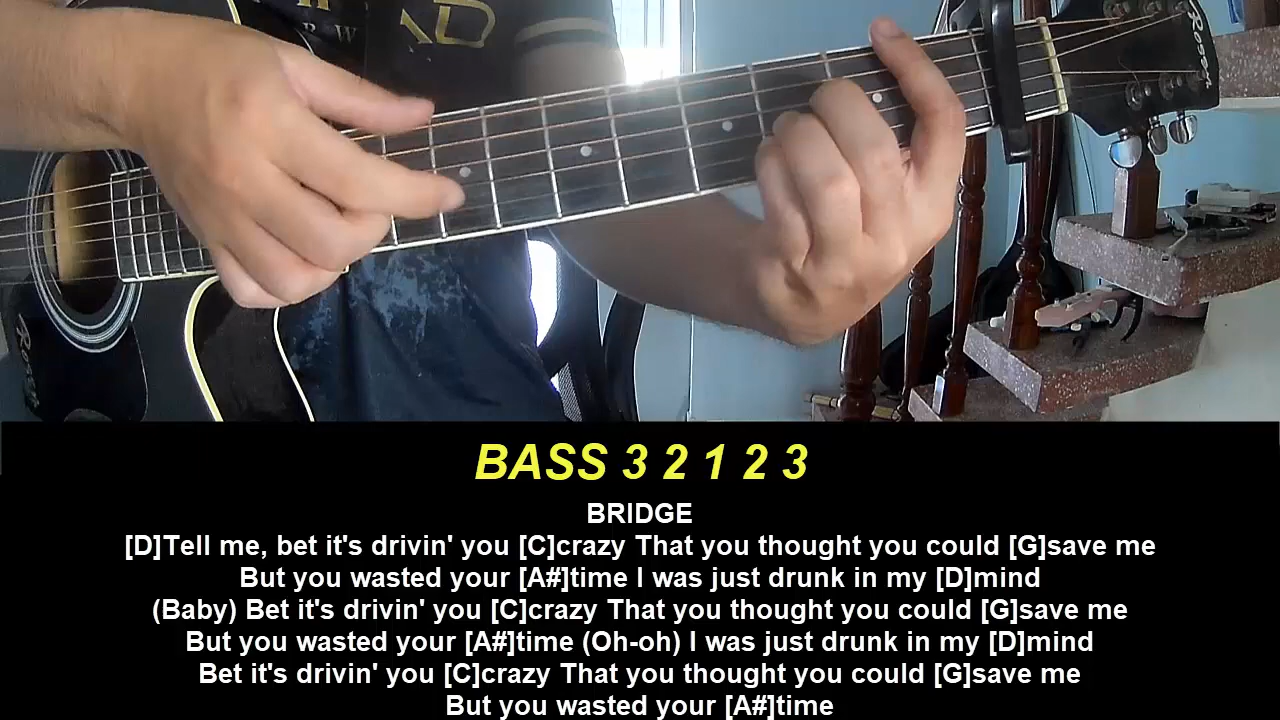 AD
R W
Rosen
BASS 3 2 1 2 3
BRIDGE
[D]Tell me, bet it's drivin' you [C]crazy That you thought you could [G]save me
But you wasted your [A#]time I was just drunk in my [D]mind
(Baby) Bet it's drivin' you [C]crazy That you thought you could [G]save me
But you wasted your [A#]time (Oh-oh) I was just drunk in my [D]mind
Bet it's drivin' you [C]crazy That you thought you could [G]save me
But you wasted your [A#]time